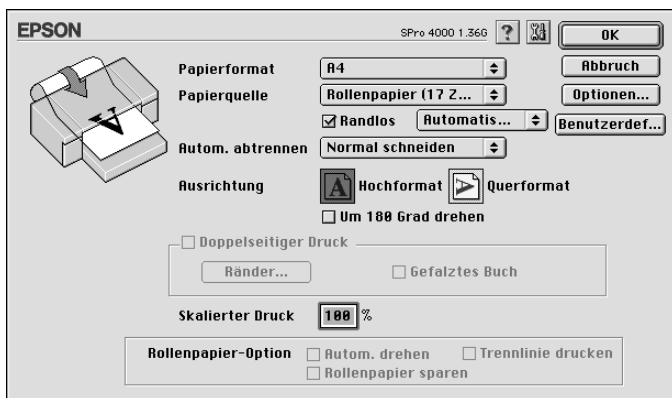 EPSON SPro 4000 1.36G ? OK
Papierformat A4 Abbruch
Papierquelle Rollenpapier (17 Z... Optionen...
Randlos Automatis... Benutzerdef...
Autom. abtrennen Normal schneiden
Ausrichtung A Hochformat A Querformat
Um 180 Grad drehen
Doppelseitiger Druck
Ränder... Gefalztes Buch
Skalierter Druck 100 %
Rollenpapier-Option Autom. drehen Trennlinie drucken
Rollenpapier sparen